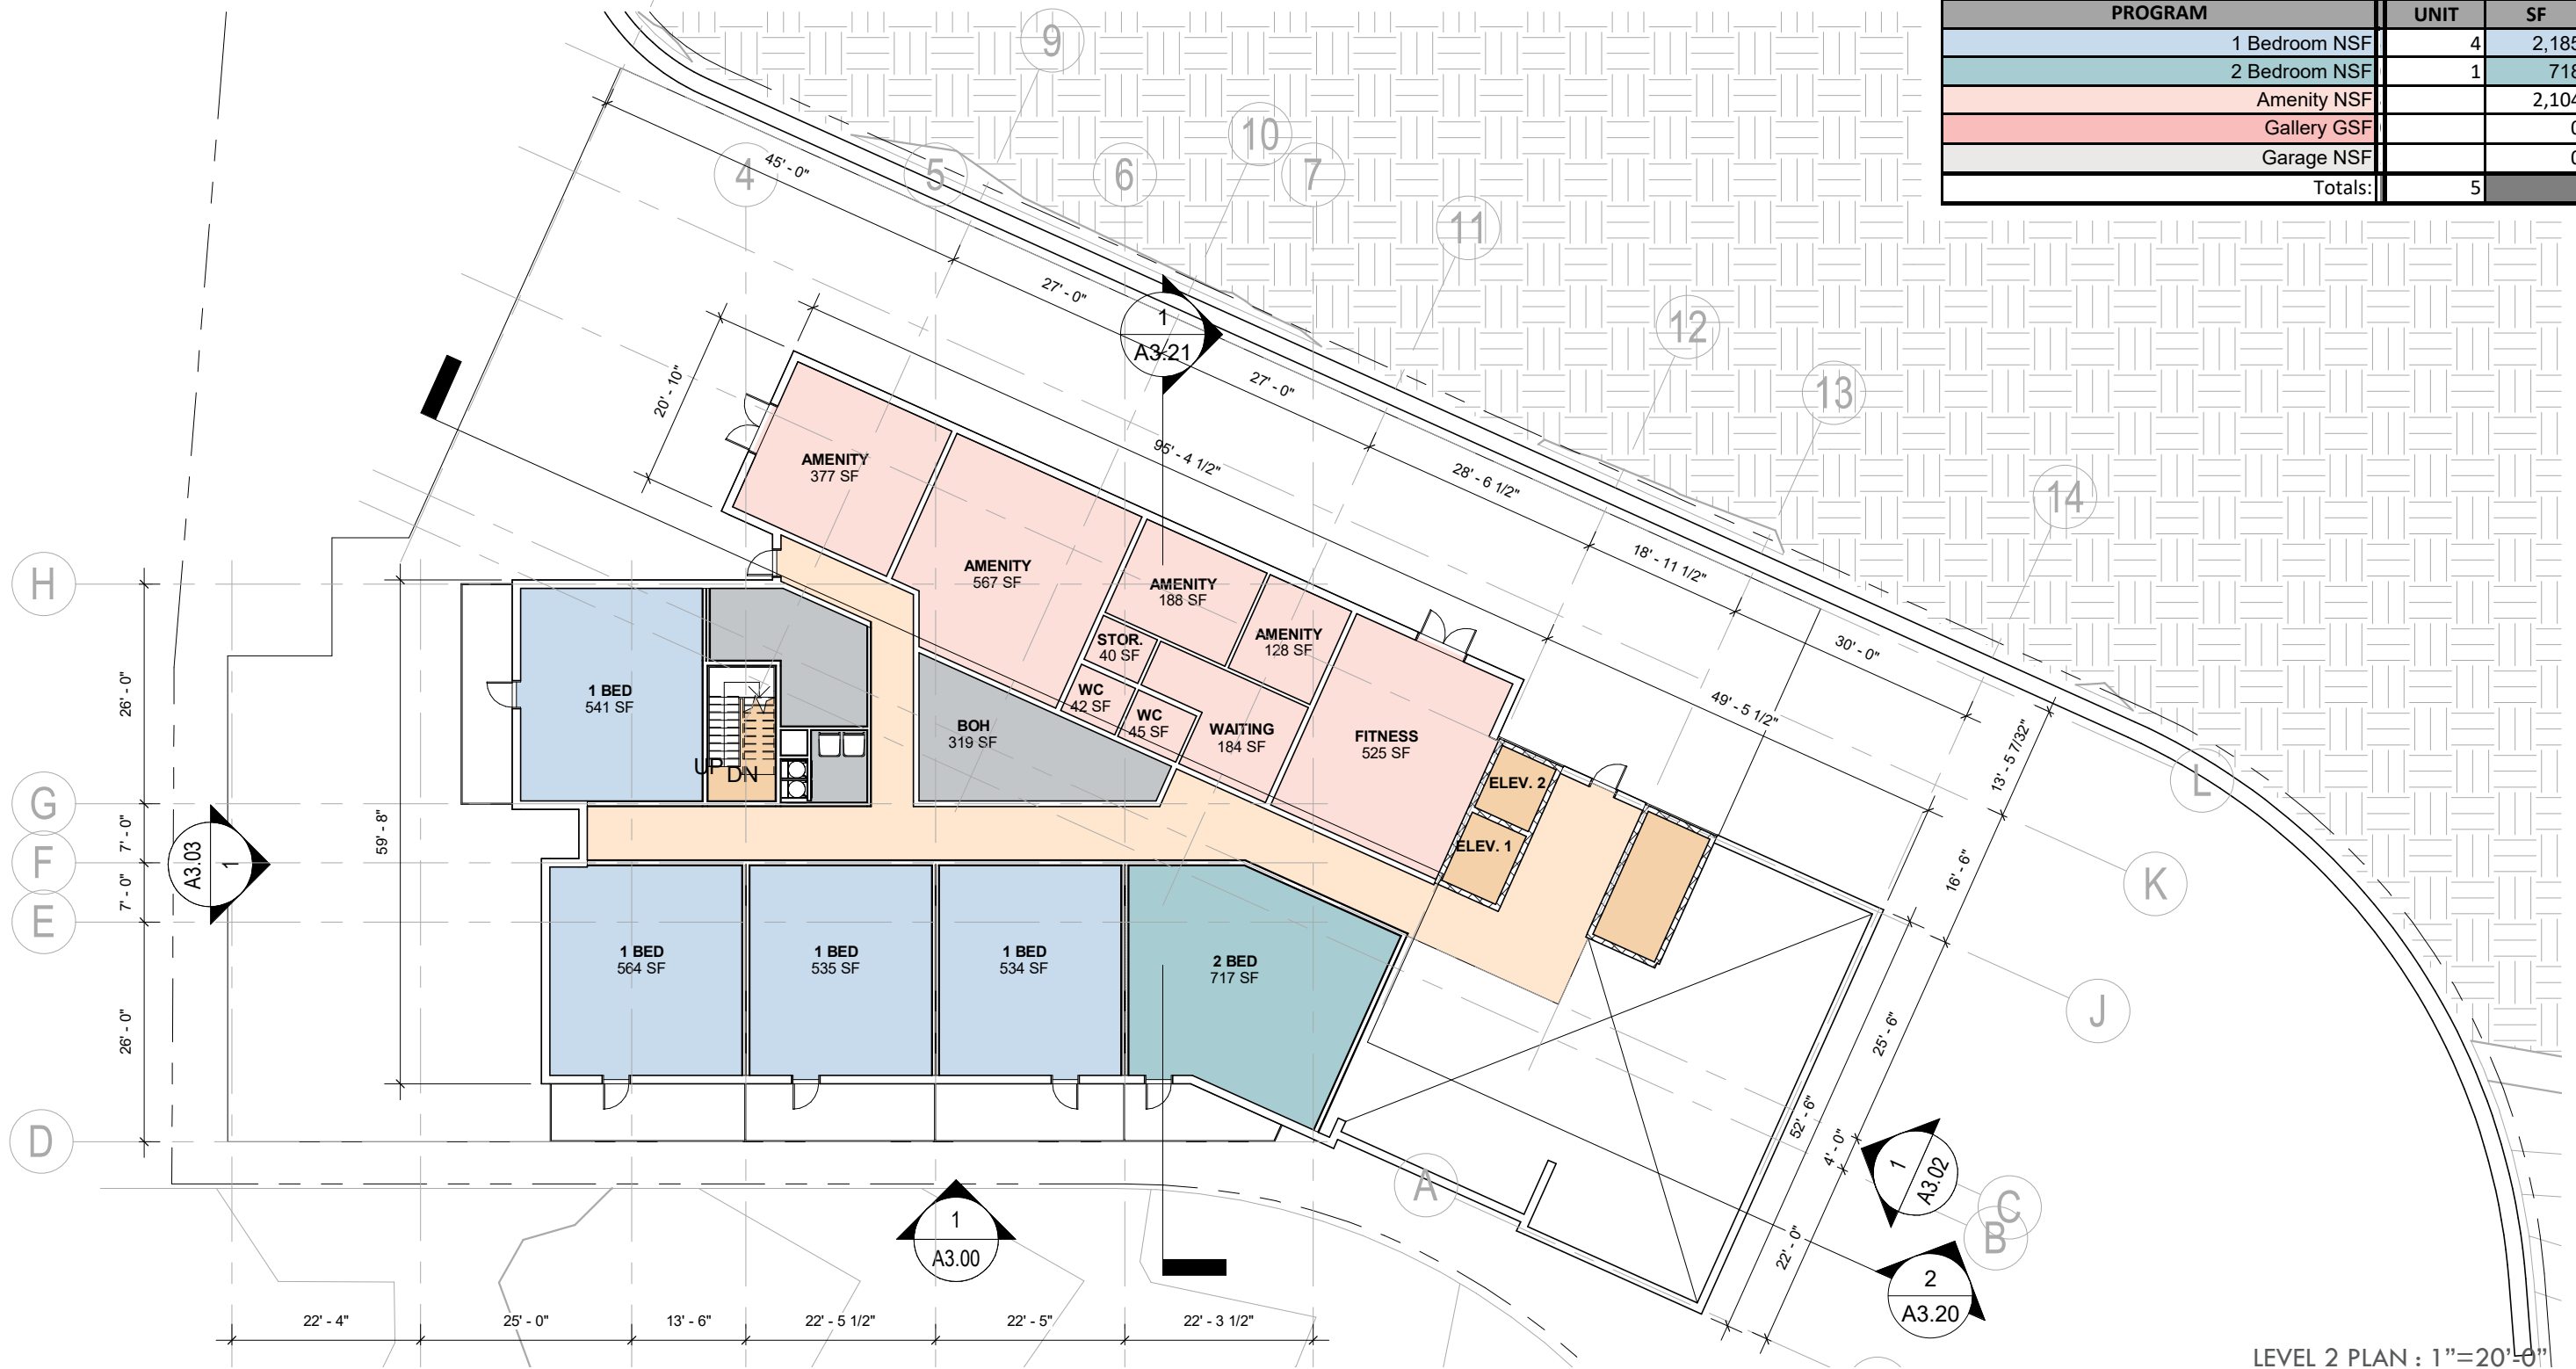 PROGRAM UNIT SF
1 Bedroom NSF 4 2,185
2 Bedroom NSF 1 718
Amenity NSF 2,104
Gallery GSF 0
Garage NSF 0
Totals: 5
9
10
4
5
6
7
11
12
13
14
45' - 0"
27' - 0"
27' - 0"
28' - 6 1/2"
18' - 11 1/2"
30' - 0"
1
A3.21
20' - 10"
95' - 4 1/2"
49' - 5 1/2"
13' - 5 7/32"
16' - 6"
25' - 6"
52' - 6"
4' - 0"
22' - 0"
AMENITY
377 SF
AMENITY
567 SF
AMENITY
188 SF
AMENITY
128 SF
STOR.
40 SF
WC
42 SF
WC
45 SF
WAITING
184 SF
FITNESS
525 SF
BOH
319 SF
ELEV. 2
ELEV. 1
1 BED
541 SF
UP
DN
1 BED
564 SF
1 BED
535 SF
1 BED
534 SF
2 BED
717 SF
H
G
F
E
D
26' - 0"
7' - 0"
7' - 0"
26' - 0"
59' - 8"
1
A3.03
L
K
J
A
C
B
1
A3.02
2
A3.20
1
A3.00
22' - 4"
25' - 0"
13' - 6"
22' - 5 1/2"
22' - 5"
22' - 3 1/2"
LEVEL 2 PLAN : 1”=20’-0”